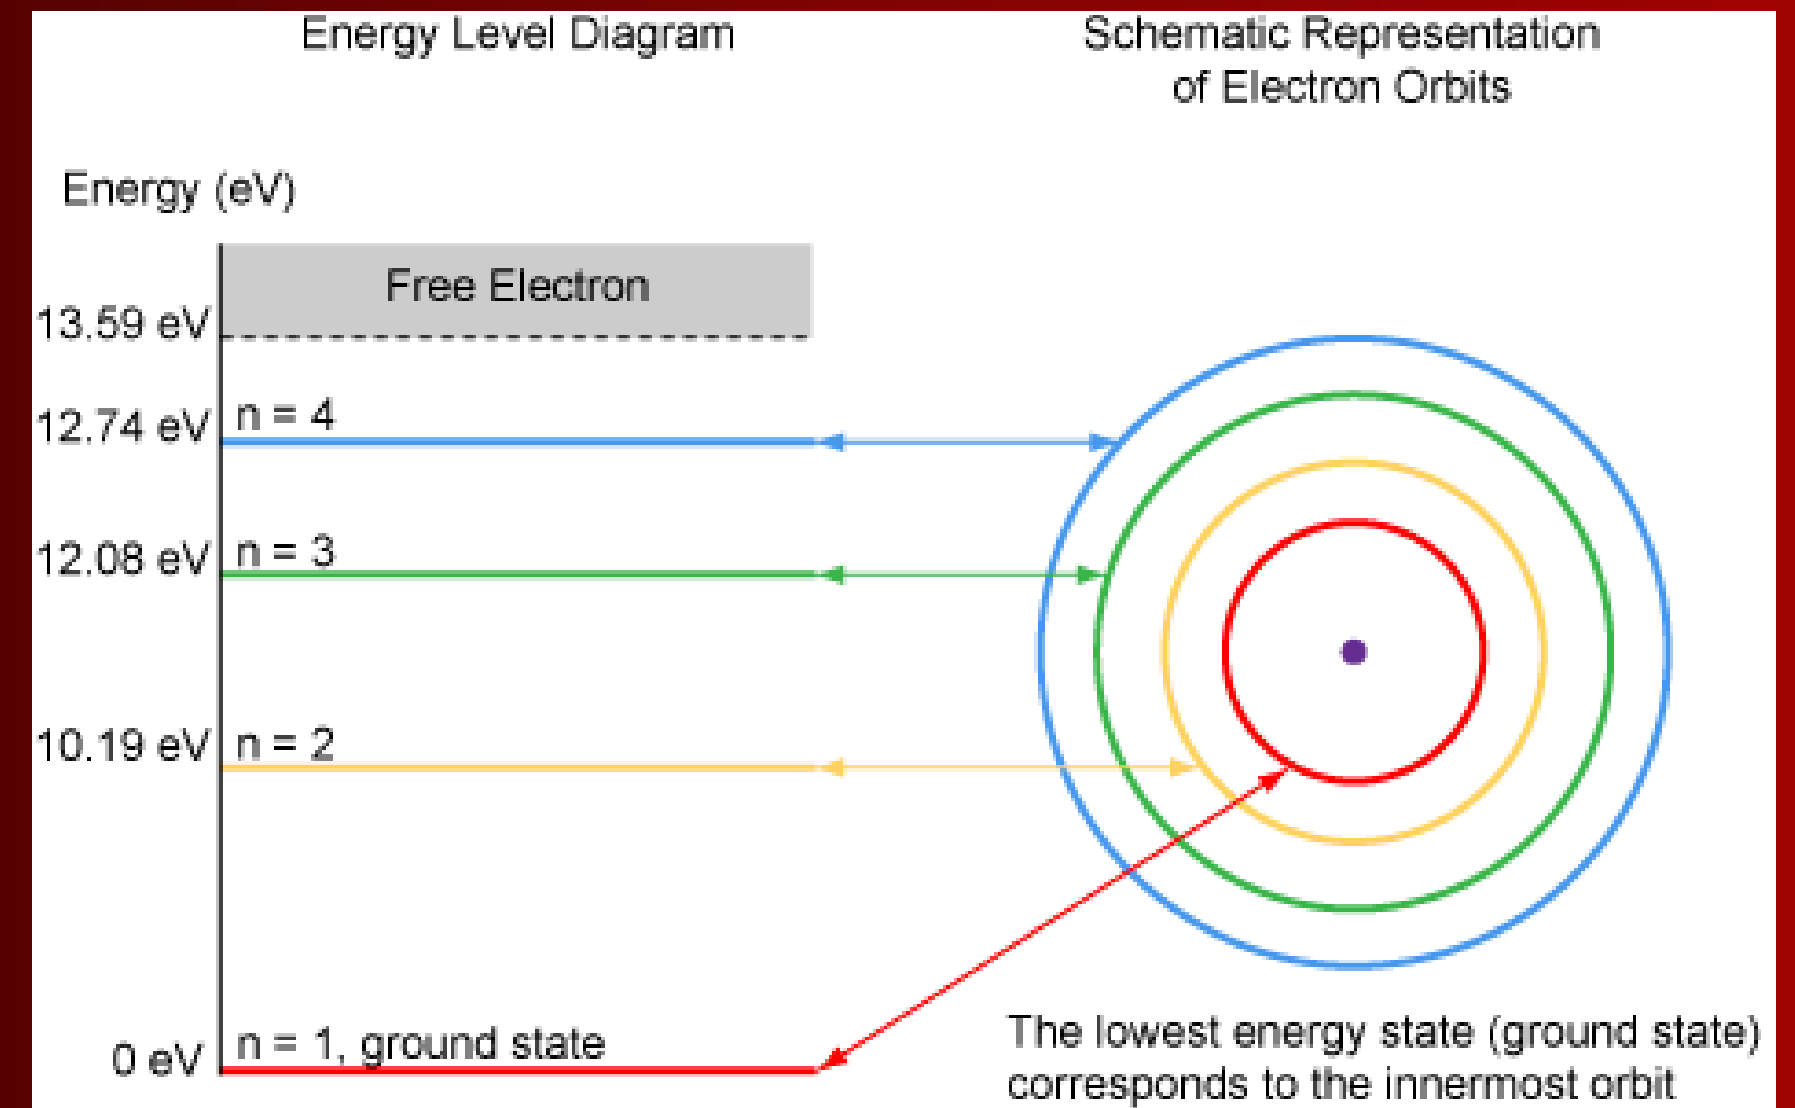 Energy Level Diagram
Schematic Representation
of Electron Orbits
Energy (eV)
Free Electron
13.59 eV
n = 4
12.74 eV
n = 3
12.08 eV
n = 2
10.19 eV
n = 1, ground state
0 eV
The lowest energy state (ground state)
corresponds to the innermost orbit